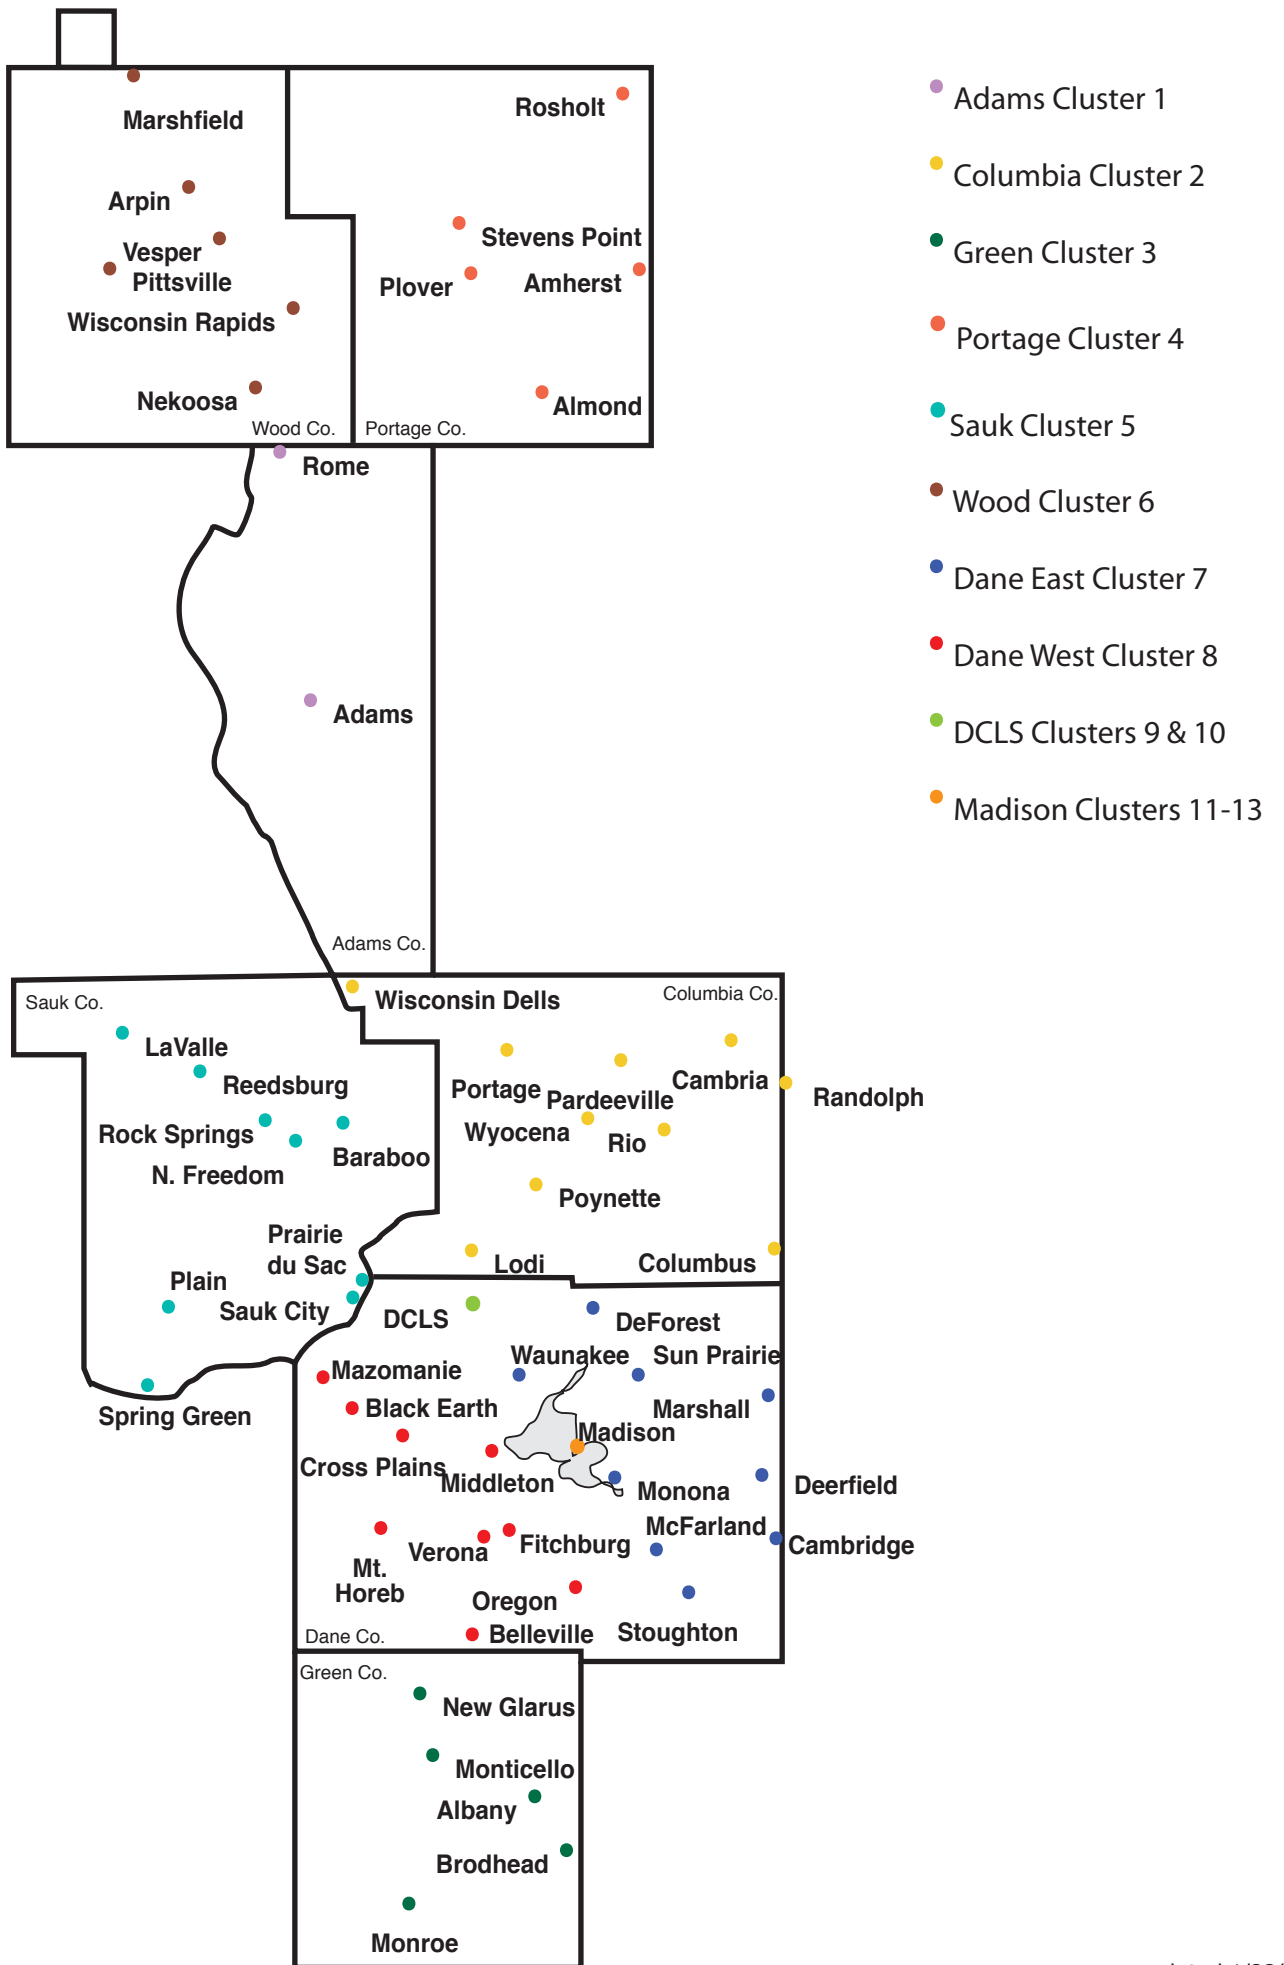 Marshfield
Rosholt
Arpin
Vesper
Pittsville
Stevens Point
Plover
Amherst
Wisconsin Rapids
Nekoosa
Almond
Wood Co.
Portage Co.
Rome
Adams
Adams Co.
Sauk Co.
Wisconsin Dells
Columbia Co.
LaValle
Reedsburg
Portage
Pardeeville
Cambria
Randolph
Rock Springs
N. Freedom
Baraboo
Wyocena
Rio
Poynette
Prairie
du Sac
Lodi
Columbus
Plain
Sauk City
DCLS
DeForest
Spring Green
Mazomanie
Waunakee
Sun Prairie
Black Earth
Marshall
Madison
Cross Plains
Middleton
Monona
Deerfield
McFarland
Cambridge
Verona
Fitchburg
Mt.
Horeb
Oregon
Belleville
Stoughton
Dane Co.
Green Co.
New Glarus
Monticello
Albany
Brodhead
Monroe
Adams Cluster 1
Columbia Cluster 2
Green Cluster 3
Portage Cluster 4
Sauk Cluster 5
Wood Cluster 6
Dane East Cluster 7
Dane West Cluster 8
DCLS Clusters 9 & 10
Madison Clusters 11-13